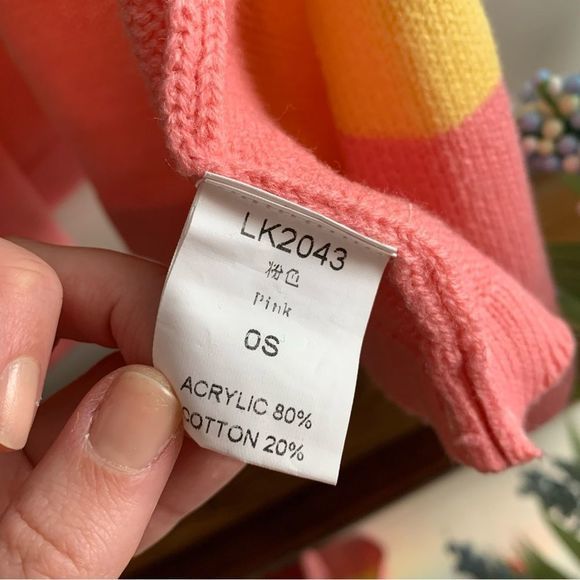 LK2043
粉色
Pink
OS
ACRYLIC 80%
COTTON 20%